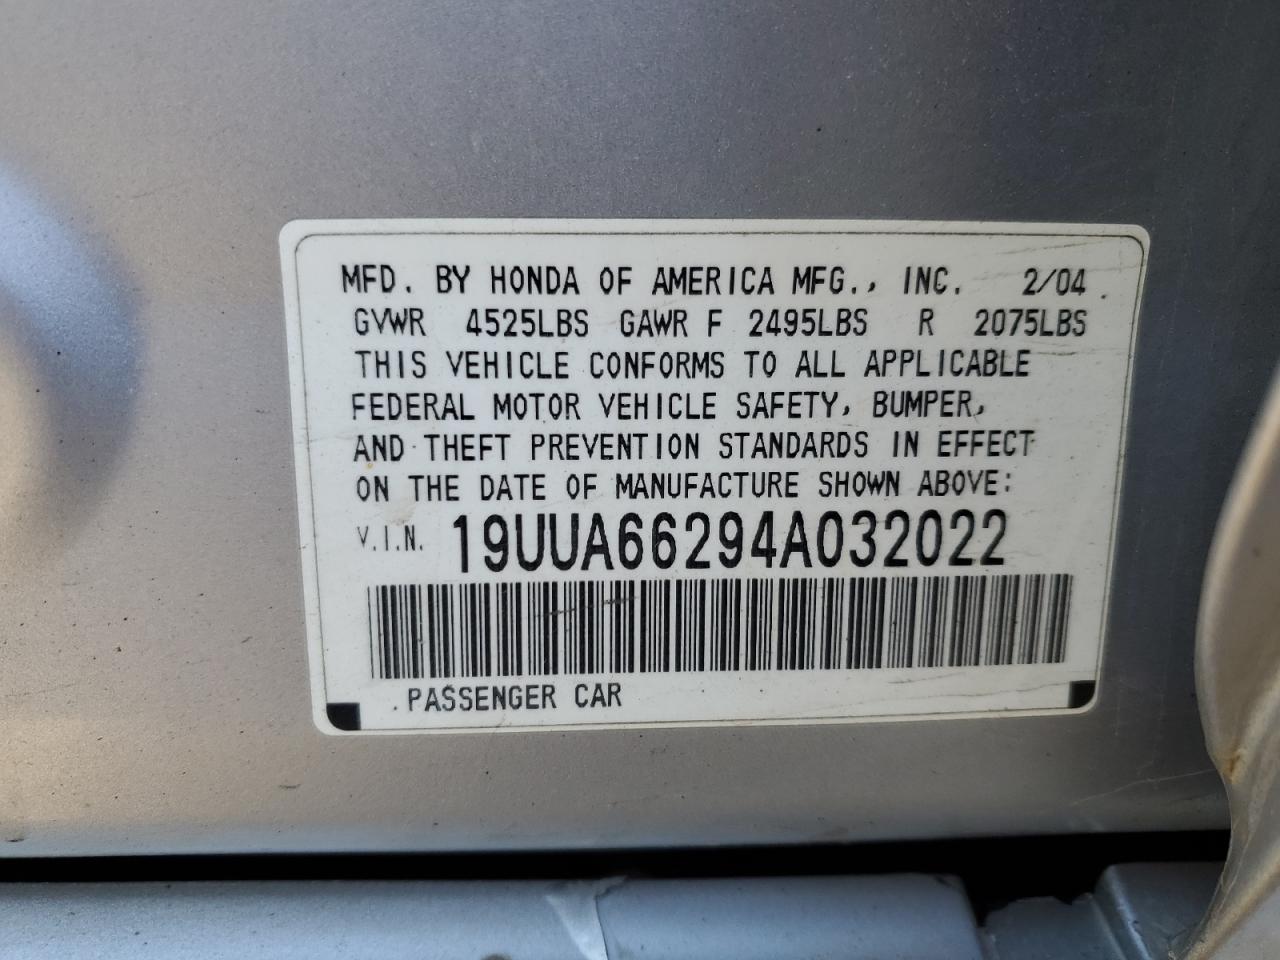 MFD. BY HONDA OF AMERICA MFG., INC. 2/04
GVWR 4525LBS GAWR F 2495LBS R 2075LBS
THIS VEHICLE CONFORMS TO ALL APPLICABLE
FEDERAL MOTOR VEHICLE SAFETY, BUMPER,
AND THEFT PREVENTION STANDARDS IN EFFECT
ON THE DATE OF MANUFACTURE SHOWN ABOVE:
V.I.N. 19UUA66294A032022
PASSENGER CAR